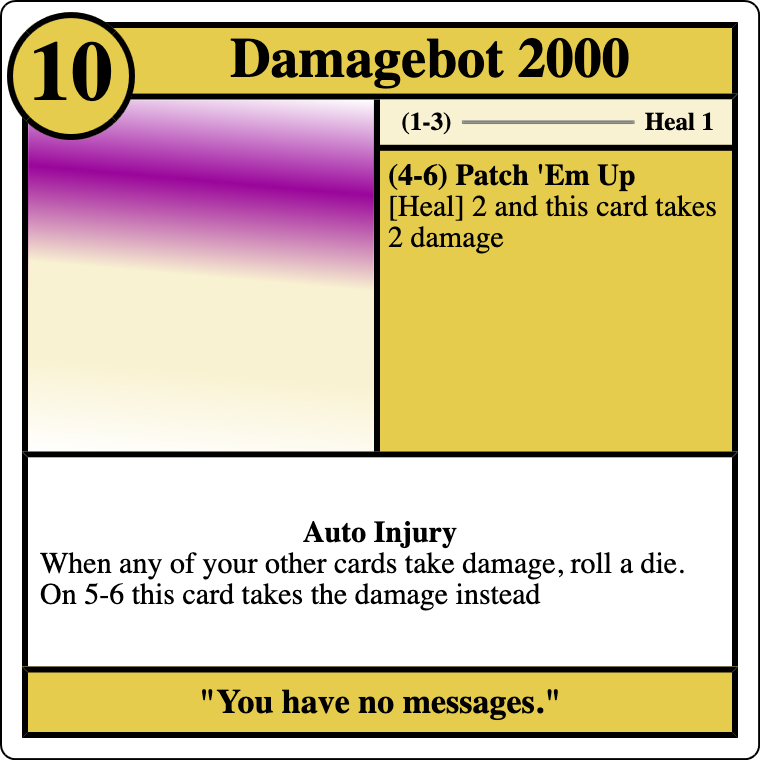 10
Damagebot 2000
(1-3) Heal 1
(4-6) Patch 'Em Up
[Heal] 2 and this card takes
2 damage
Auto Injury
When any of your other cards take damage, roll a die.
On 5-6 this card takes the damage instead
"You have no messages."